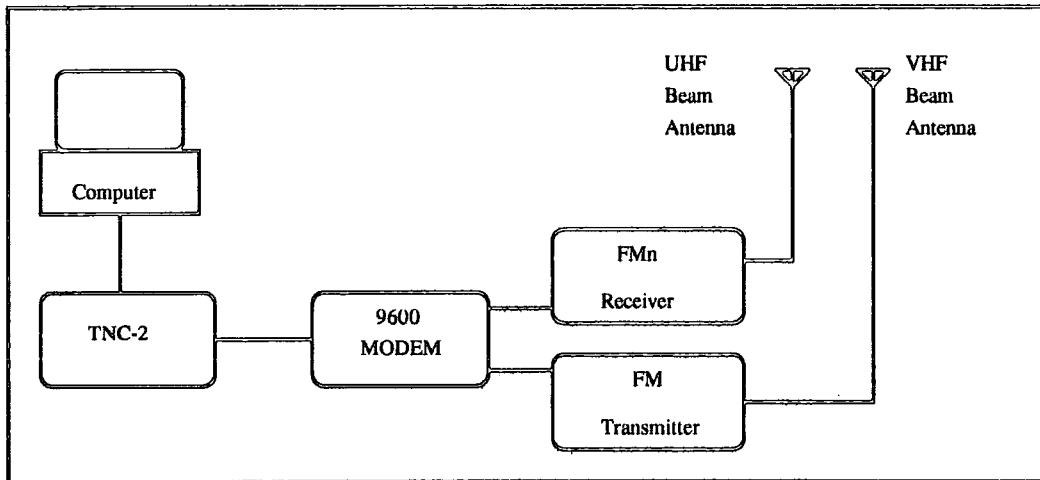 UHF
Beam
Antenna
VHF
Beam
Antenna
Computer
FMn
Receiver
TNC-2
9600
MODEM
FM
Transmitter